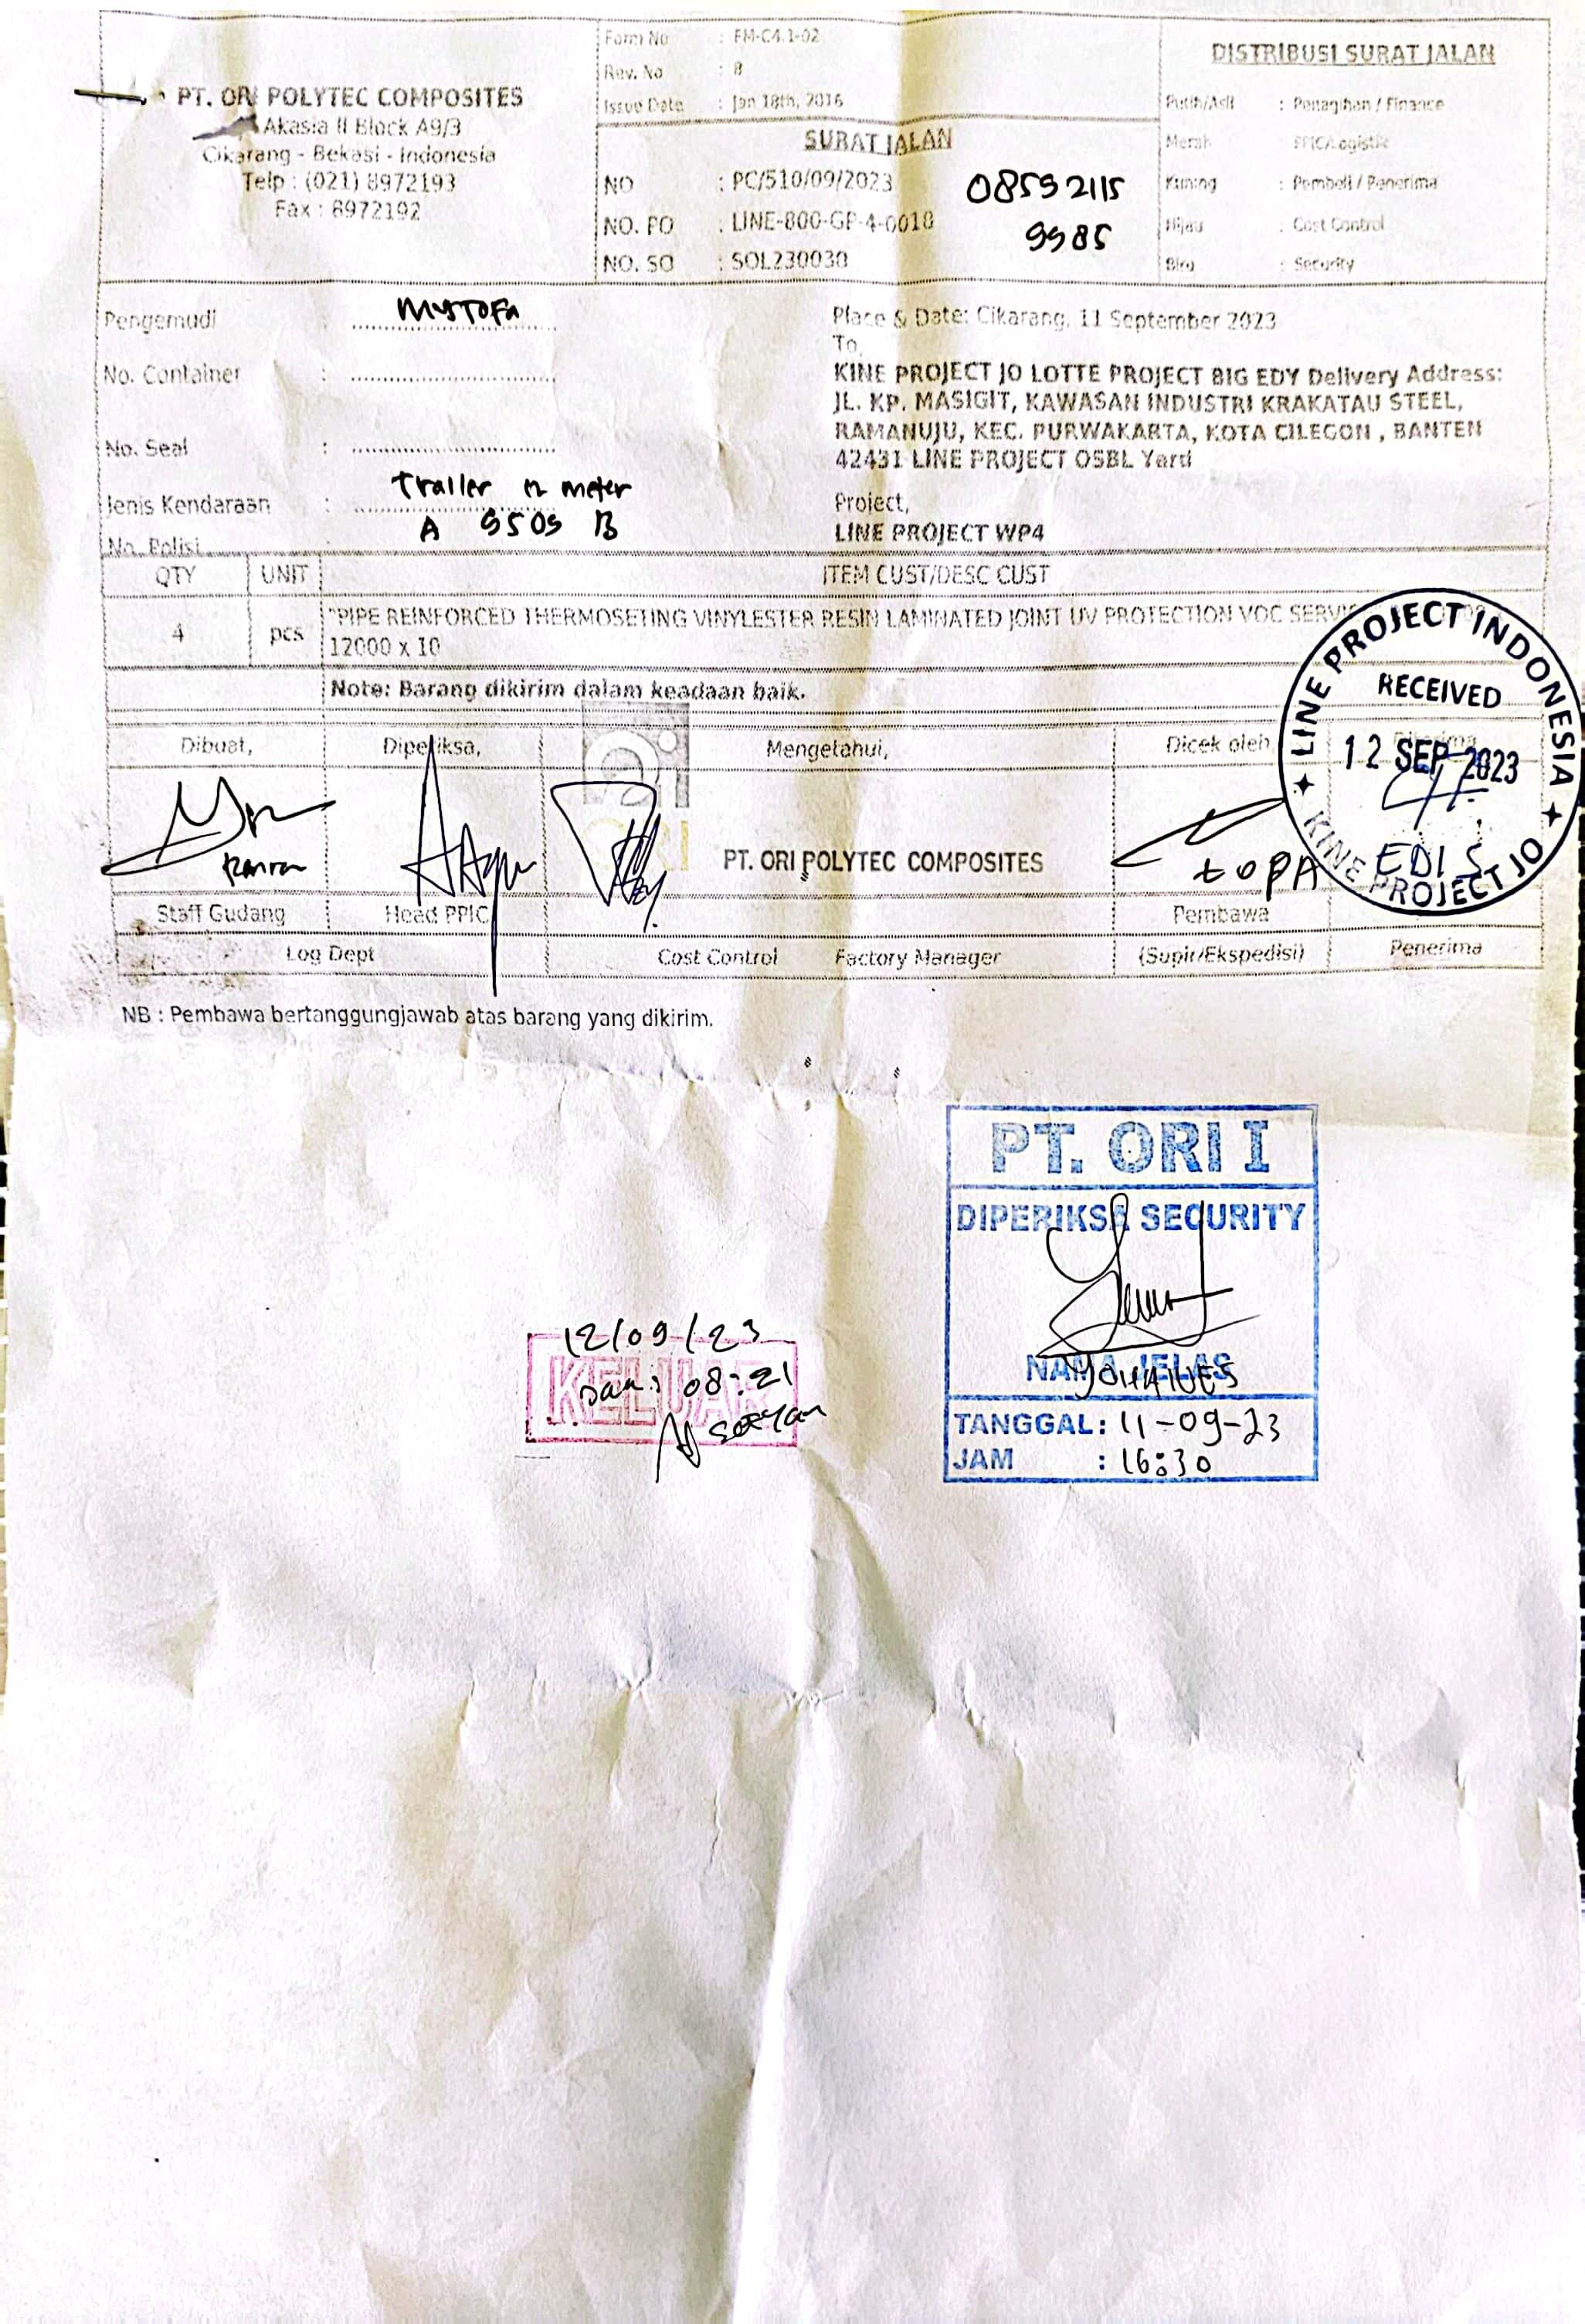 PT. ORI POLYTEC COMPOSITES
Akasia II Block A9/3
Cikarang - Bekasi - Indonesia
Telp : (021) 8972193
Fax : 8972192
Form No : FM-C4.1-02
Rev. No : 8
Issue Date : Jan 18th, 2016
SURAT JALAN
NO : PC/510/09/2023
NO. PO : LINE-800-GP-4-0018
NO. SO : SOL230030
08592115
9985
DISTRIBUSI SURAT JALAN
Putih/Asli : Penagihan / Finance
Merah PPIC/Logistic
Kuning : Pembeli / Penerima
Hijau : Cost Control
Biru : Security
Pengemudi : MUSTOFA
No. Container :
No. Seal :
Jenis Kendaraan : Trailer 12 meter
No. Polisi A 9509 B
Place & Date: Cikarang, 11 September 2023
To,
KINE PROJECT JO LOTTE PROJECT BIG EDY Delivery Address:
JL. KP. MASIGIT, KAWASAN INDUSTRI KRAKATAU STEEL,
RAMANUJU, KEC. PURWAKARTA, KOTA CILEGON , BANTEN
42431 LINE PROJECT OSBL Yard
Project,
LINE PROJECT WP4
QTY UNIT ITEM CUST/DESC CUST
4 pcs "PIPE REINFORCED THERMOSETING VINYLESTER RESIN LAMINATED JOINT UV PROTECTION VOC
12000 x 10
Note: Barang dikirim dalam keadaan baik.
LINE PROJECT INDONESIA
RECEIVED
12 SEP 2023
EDI S
KINE PROJECT JO
Dibuat, Diperiksa, Mengetahui, Dicek oleh Diterima
PT. ORI POLYTEC COMPOSITES
topA
Staff Gudang Head PPIC Pembawa
Log Dept Cost Control Factory Manager (Supir/Ekspedisi) Penerima
NB : Pembawa bertanggungjawab atas barang yang dikirim.
PT. ORI I
DIPERIKSA SECURITY
NAMA JELAS
YOHANES
TANGGAL : 11-09-23
JAM : 16:30
12/09/23
KELUAR
Jam : 08:21